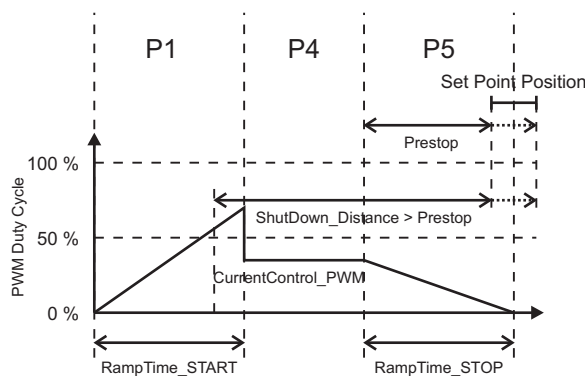 P1
P4
P5
Set Point Position
Prestop
PWM Duty Cycle
100 %
ShutDown_Distance > Prestop
50 %
CurrentControl_PWM
0 %
RampTime_START
RampTime_STOP